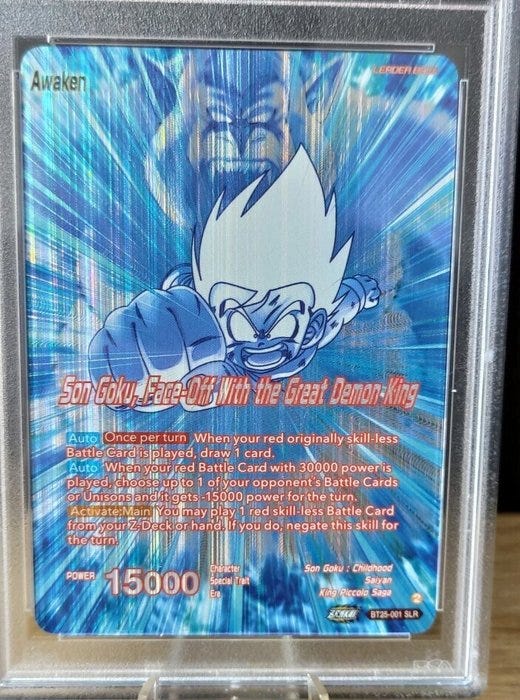 Awaken
LEADER BACK
Son Goku, Face-Off With the Great Demon-King
Auto Once per turn When your red originally skill-less
Battle Card is played, draw 1 card.
Auto When your red Battle Card with 30000 power is
played, choose up to 1 of your opponent's Battle Cards
or Unisons and it gets -15000 power for the turn.
Activate:Main You may play 1 red skill-less Battle Card
from your Z-Deck or hand. If you do, negate this skill for
the turn.
POWER 15000
Character Son Goku : Childhood
Special Trait Saiyan
Era King Piccolo Saga
2
BT25-001 SLR